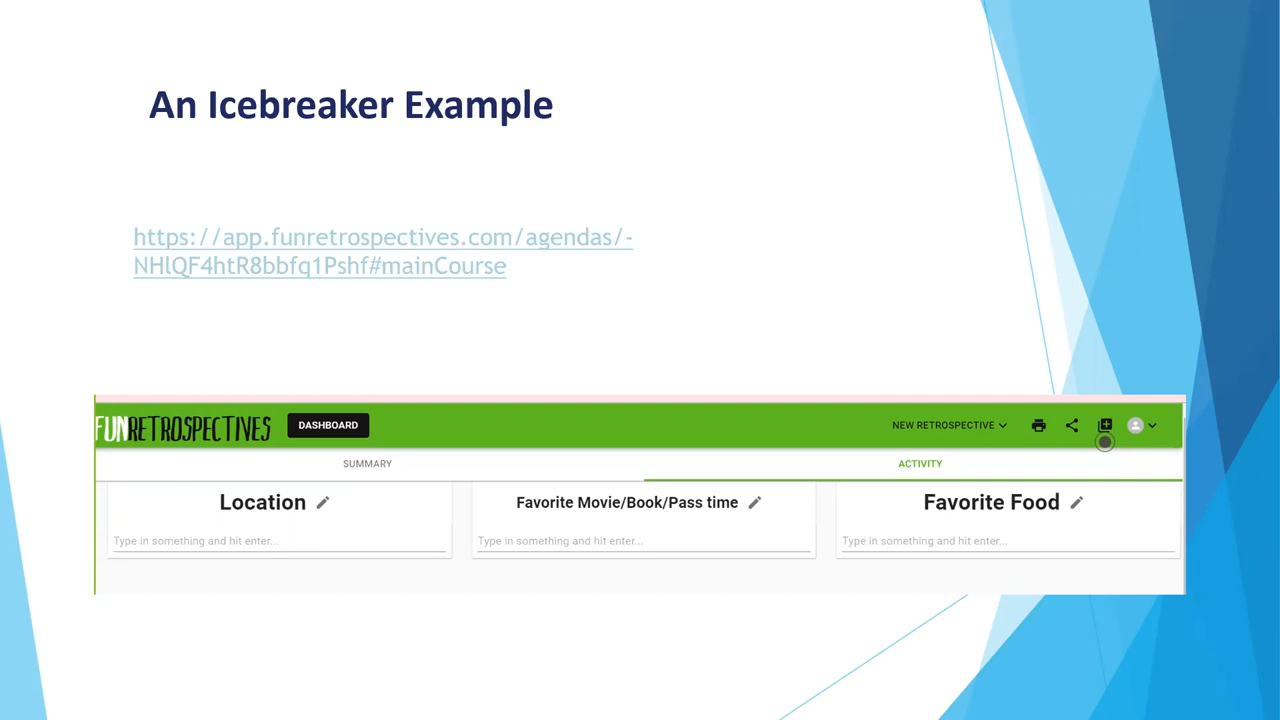 An Icebreaker Example
https://app.funretrospectives.com/agendas/-
NHlQF4htR8bbfq1Pshf#mainCourse
FUNRETROSPECTIVES DASHBOARD NEW RETROSPECTIVE
SUMMARY ACTIVITY
Location Favorite Movie/Book/Pass time Favorite Food
Type in something and hit enter... Type in something and hit enter... Type in something and hit enter...